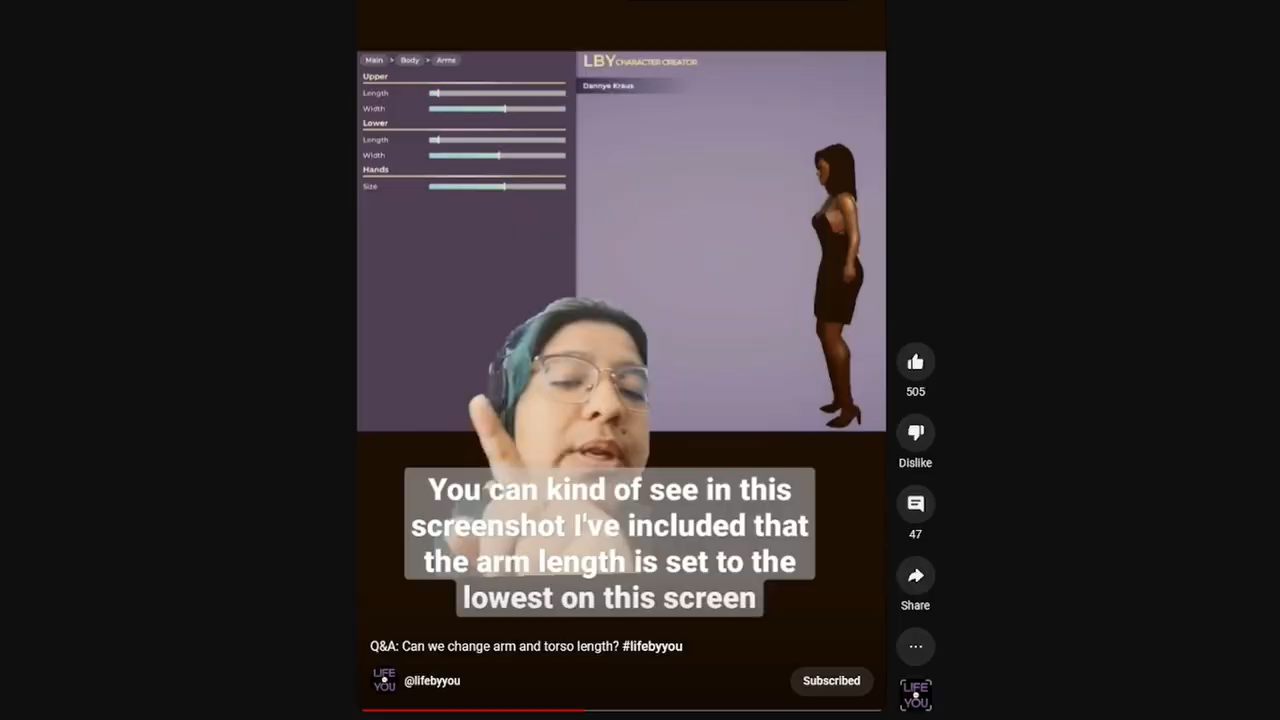 Main > Body > Arms
LBY CHARACTER CREATOR
Dannye Kraus
Upper
Length
Width
Lower
Length
Width
Hands
Size
You can kind of see in this
screenshot I've included that
the arm length is set to the
lowest on this screen
505
Dislike
47
Share
Q&A: Can we change arm and torso length? #lifebyyou
LIFE
YOU
@lifebyyou
Subscribed
LIFE
YOU